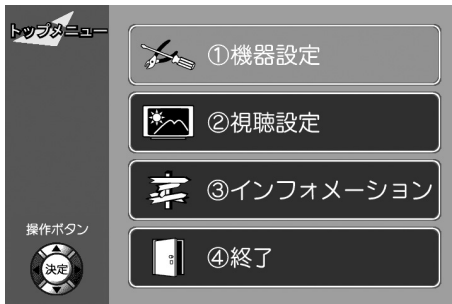 トップメニュー
①機器設定
②視聴設定
③インフォメーション
④終了
操作ボタン
決定